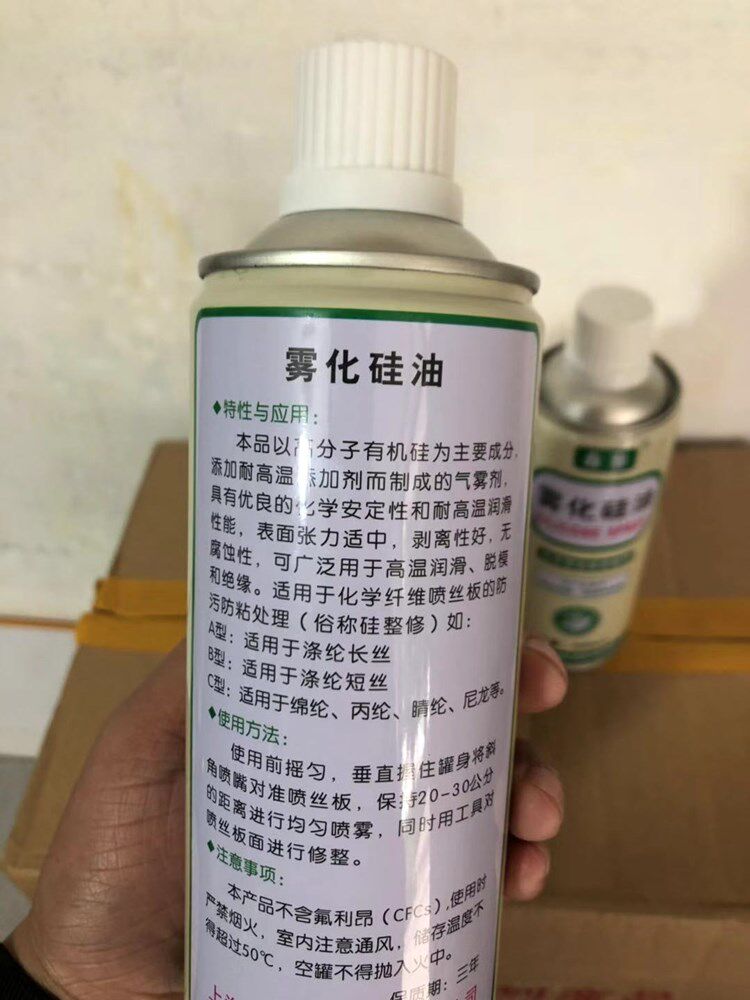 雾化硅油
◆特性与应用：
本品以高分子有机硅为主要成分，
添加耐高温添加剂而制成的气雾剂，
具有优良的化学安定性和耐高温润滑
性能，表面张力适中，剥离性好，无
腐蚀性，可广泛用于高温润滑、脱模
和绝缘。适用于化学纤维喷丝板的防
污防粘处理（俗称硅整修）如：
A型：适用于涤纶长丝
B型：适用于涤纶短丝
C型：适用于绵纶、丙纶、睛纶、尼龙等。
◆使用方法：
使用前摇匀，垂直握住罐身将斜
角喷嘴对准喷丝板，保持20-30公分
的距离进行均匀喷雾，同时用工具对
喷丝板面进行修整。
◆注意事项：
本产品不含氟利昂（CFCs），使用时
严禁烟火，室内注意通风，储存温度不
得超过50℃，空罐不得抛入火中。
保质期：三年
上海
司
雾化硅油